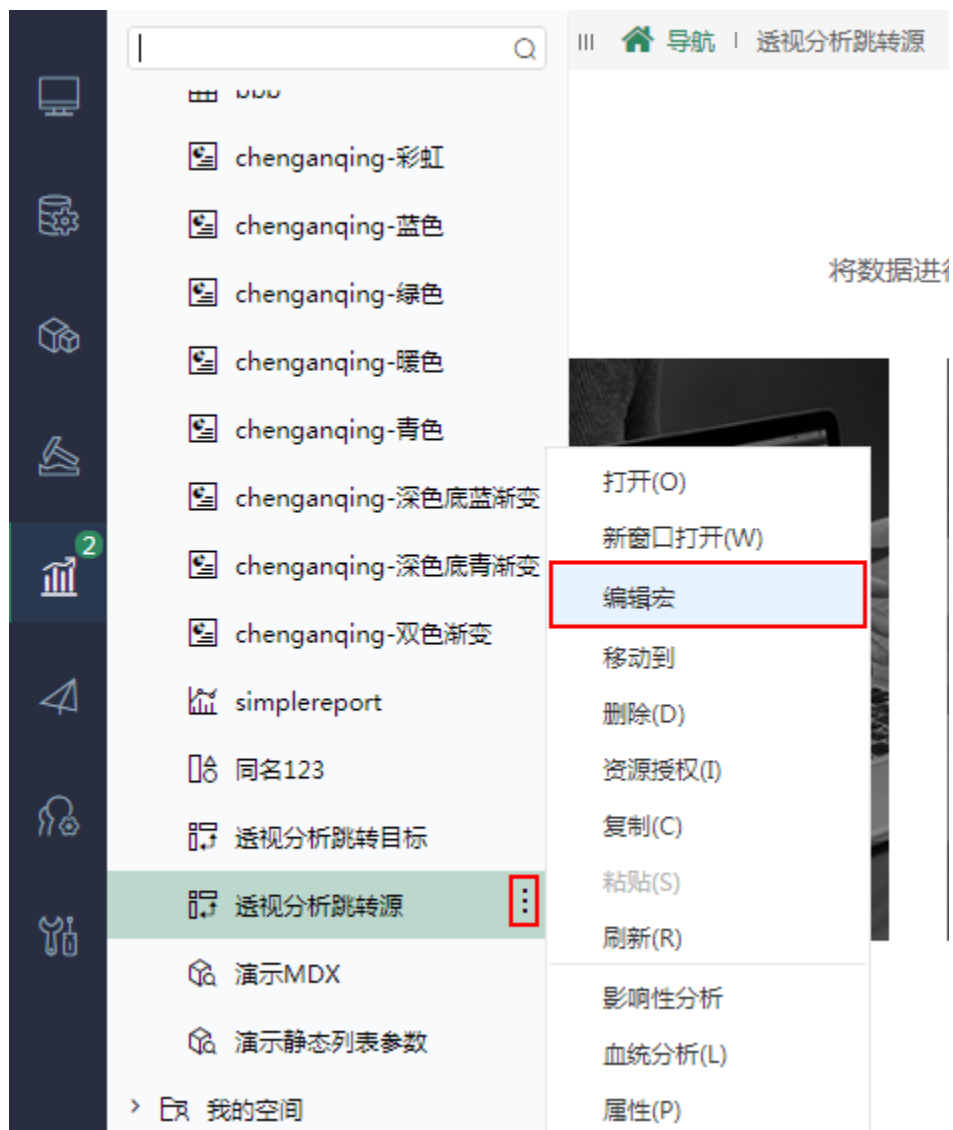 导航 | 透视分析跳转源
bbb
chenganqing-彩虹
chenganqing-蓝色
chenganqing-绿色
chenganqing-暖色
chenganqing-青色
chenganqing-深色底蓝渐变
chenganqing-深色底青渐变
chenganqing-双色渐变
simplereport
同名123
透视分析跳转目标
透视分析跳转源
演示MDX
演示静态列表参数
我的空间
2
将数据进
打开(O)
新窗口打开(W)
编辑宏
移动到
删除(D)
资源授权(I)
复制(C)
粘贴(S)
刷新(R)
影响性分析
血统分析(L)
属性(P)